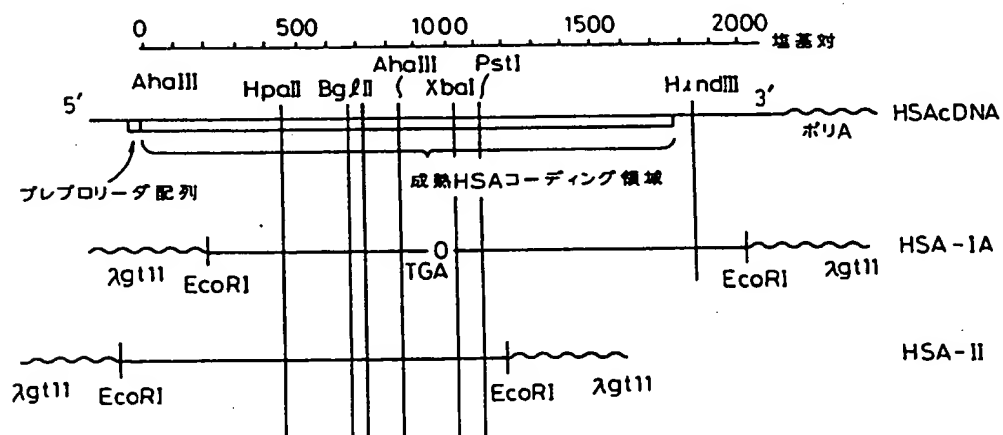 0 500 1000 1500 2000 塩基対
AhaIII PstI
AhaIII HpaII BglII XbaI HindIII
5' 3' HSAcDNA
ポリA
プレプロリーダ配列 成熟HSAコーディング領域
0 HSA-IA
λgt11 EcoRI TGA EcoRI λgt11
HSA-II
λgt11 EcoRI EcoRI λgt11